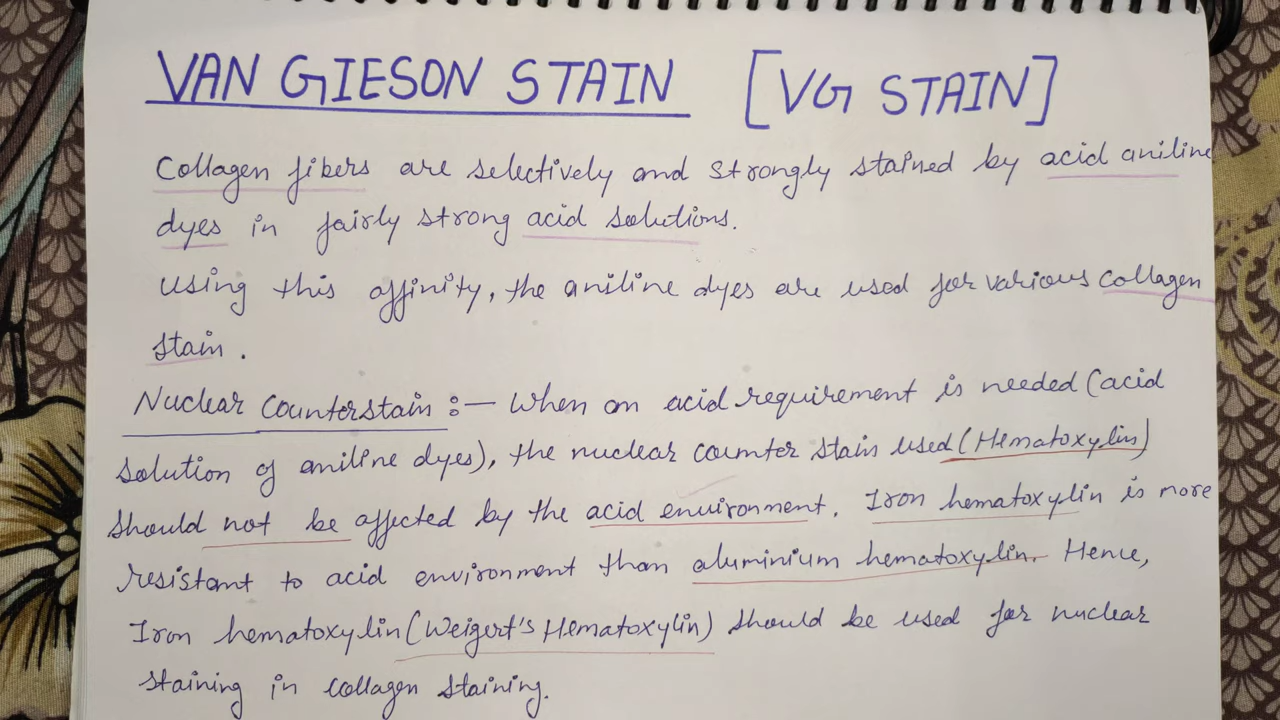 VAN GIESON STAIN [VG STAIN]
Collagen fibers are selectively and strongly stained by acid aniline
dyes in fairly strong acid solutions.
Using this affinity, the aniline dyes are used for various collagen
stain.
Nuclear Counterstain :- When an acid requirement is needed (acid
solution of aniline dyes), the nuclear counter stain used (Hematoxylin)
should not be affected by the acid environment. Iron hematoxylin is more
resistant to acid environment than aluminium hematoxylin. Hence,
Iron hematoxylin (Weigert's Hematoxylin) should be used for nuclear
staining in collagen staining.